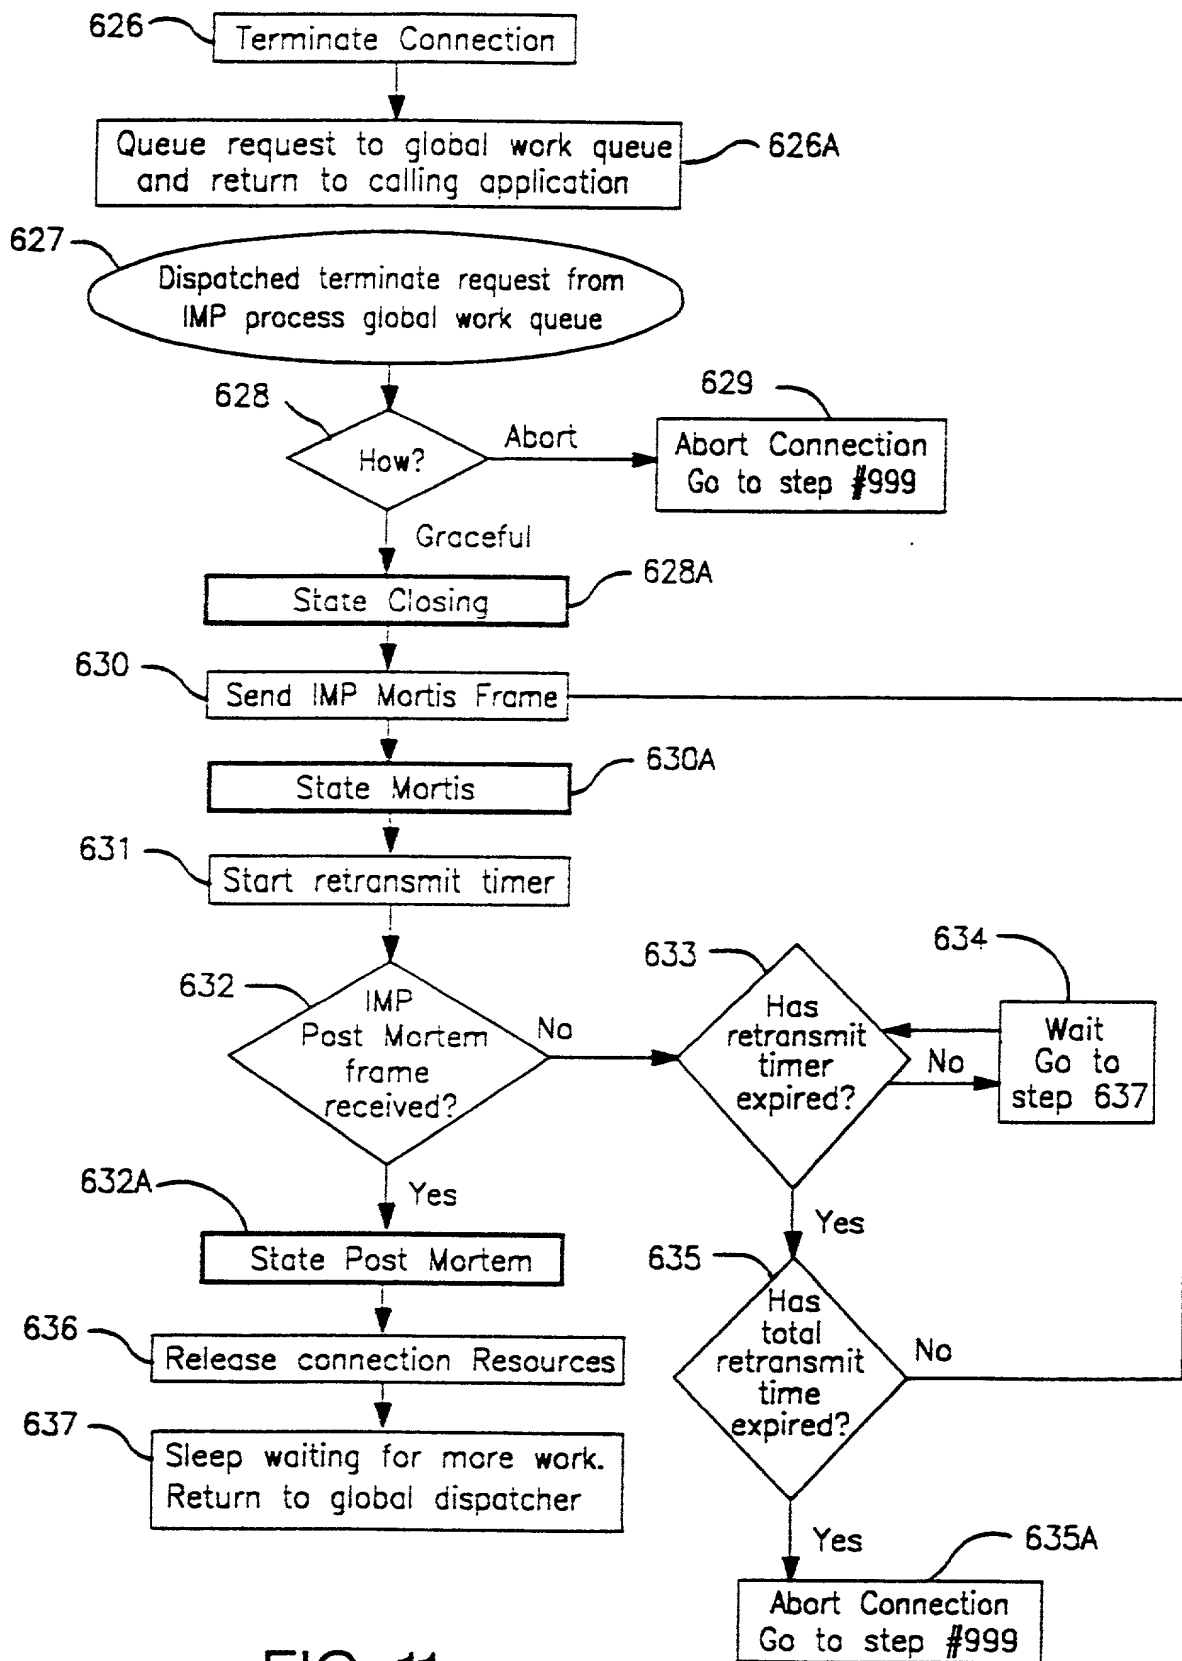 626
Terminate Connection
Queue request to global work queue
and return to calling application
626A
627
Dispatched terminate request from
IMP process global work queue
628
How?
Abort
629
Abort Connection
Go to step #999
Graceful
628A
State Closing
630
Send IMP Mortis Frame
630A
State Mortis
631
Start retransmit timer
632
IMP
Post Mortem
frame
received?
No
633
Has
retransmit
timer
expired?
No
634
Wait
Go to
step 637
Yes
632A
State Post Mortem
Yes
635
Has
total
retransmit
time
expired?
No
636
Release connection Resources
637
Sleep waiting for more work.
Return to global dispatcher
Yes
635A
Abort Connection
Go to step #999
FIG. 11